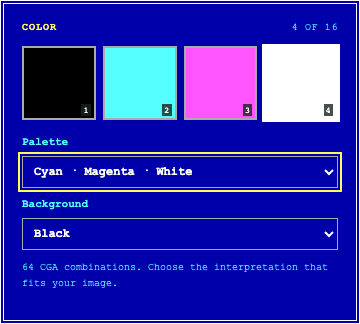 COLOR 4 OF 16
1 2 3 4
Palette
Cyan · Magenta · White
Background
Black
64 CGA combinations. Choose the interpretation that
fits your image.